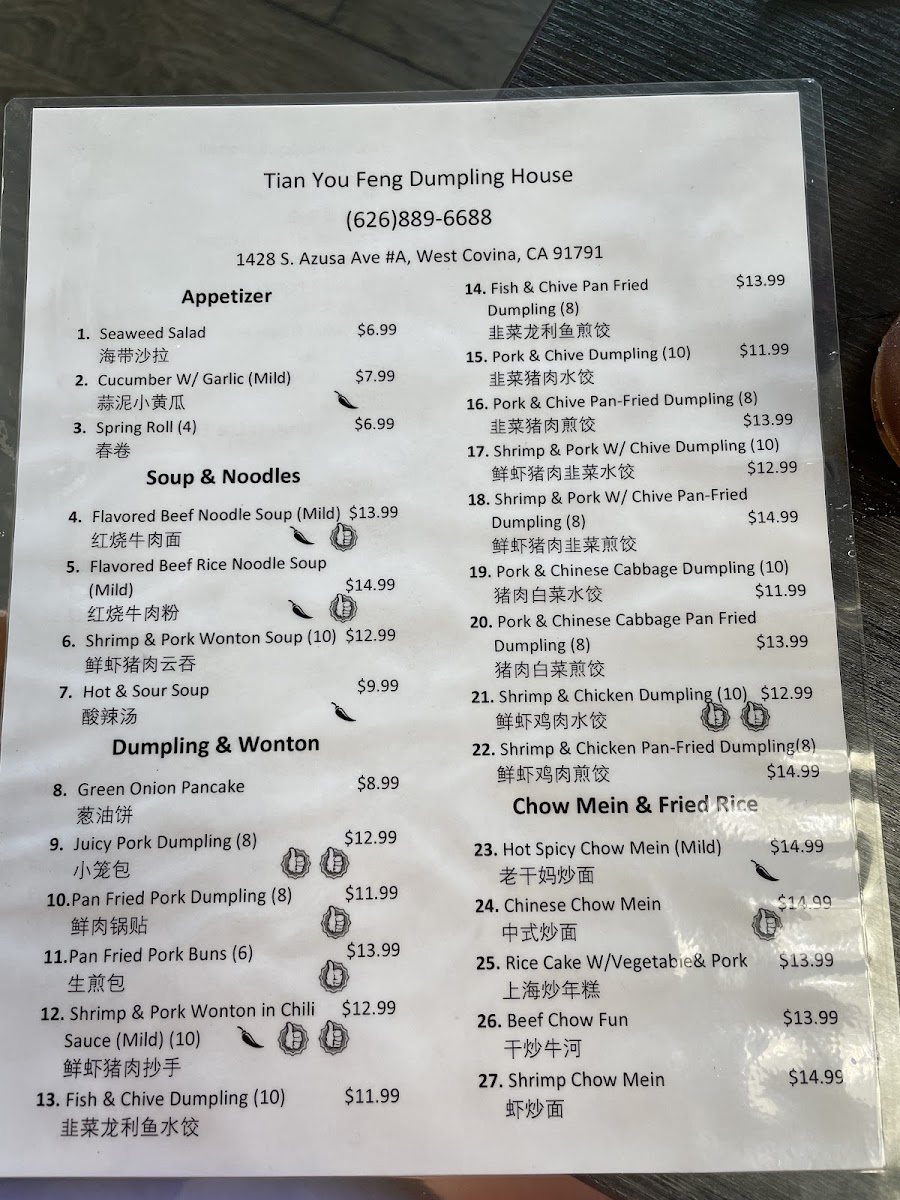 Tian You Feng Dumpling House
(626)889-6688
1428 S. Azusa Ave #A, West Covina, CA 91791
Appetizer
1. Seaweed Salad $6.99
海带沙拉
2. Cucumber W/ Garlic (Mild) $7.99
蒜泥小黄瓜
3. Spring Roll (4) $6.99
春卷
Soup & Noodles
4. Flavored Beef Noodle Soup (Mild) $13.99
红烧牛肉面
5. Flavored Beef Rice Noodle Soup
(Mild) $14.99
红烧牛肉粉
6. Shrimp & Pork Wonton Soup (10) $12.99
鲜虾猪肉云吞
7. Hot & Sour Soup $9.99
酸辣汤
Dumpling & Wonton
8. Green Onion Pancake $8.99
葱油饼
9. Juicy Pork Dumpling (8) $12.99
小笼包
10.Pan Fried Pork Dumpling (8) $11.99
鲜肉锅贴
11.Pan Fried Pork Buns (6) $13.99
生煎包
12. Shrimp & Pork Wonton in Chili $12.99
Sauce (Mild) (10)
鲜虾猪肉抄手
13. Fish & Chive Dumpling (10) $11.99
韭菜龙利鱼水饺
14. Fish & Chive Pan Fried $13.99
Dumpling (8)
韭菜龙利鱼煎饺
15. Pork & Chive Dumpling (10) $11.99
韭菜猪肉水饺
16. Pork & Chive Pan-Fried Dumpling (8)
韭菜猪肉煎饺 $13.99
17. Shrimp & Pork W/ Chive Dumpling (10)
鲜虾猪肉韭菜水饺 $12.99
18. Shrimp & Pork W/ Chive Pan-Fried
Dumpling (8) $14.99
鲜虾猪肉韭菜煎饺
19. Pork & Chinese Cabbage Dumpling (10)
猪肉白菜水饺 $11.99
20. Pork & Chinese Cabbage Pan Fried
Dumpling (8) $13.99
猪肉白菜煎饺
21. Shrimp & Chicken Dumpling (10) $12.99
鲜虾鸡肉水饺
22. Shrimp & Chicken Pan-Fried Dumpling(8)
鲜虾鸡肉煎饺 $14.99
Chow Mein & Fried Rice
23. Hot Spicy Chow Mein (Mild) $14.99
老干妈炒面
24. Chinese Chow Mein $14.99
中式炒面
25. Rice Cake W/Vegetable& Pork $13.99
上海炒年糕
26. Beef Chow Fun $13.99
干炒牛河
27. Shrimp Chow Mein $14.99
虾炒面